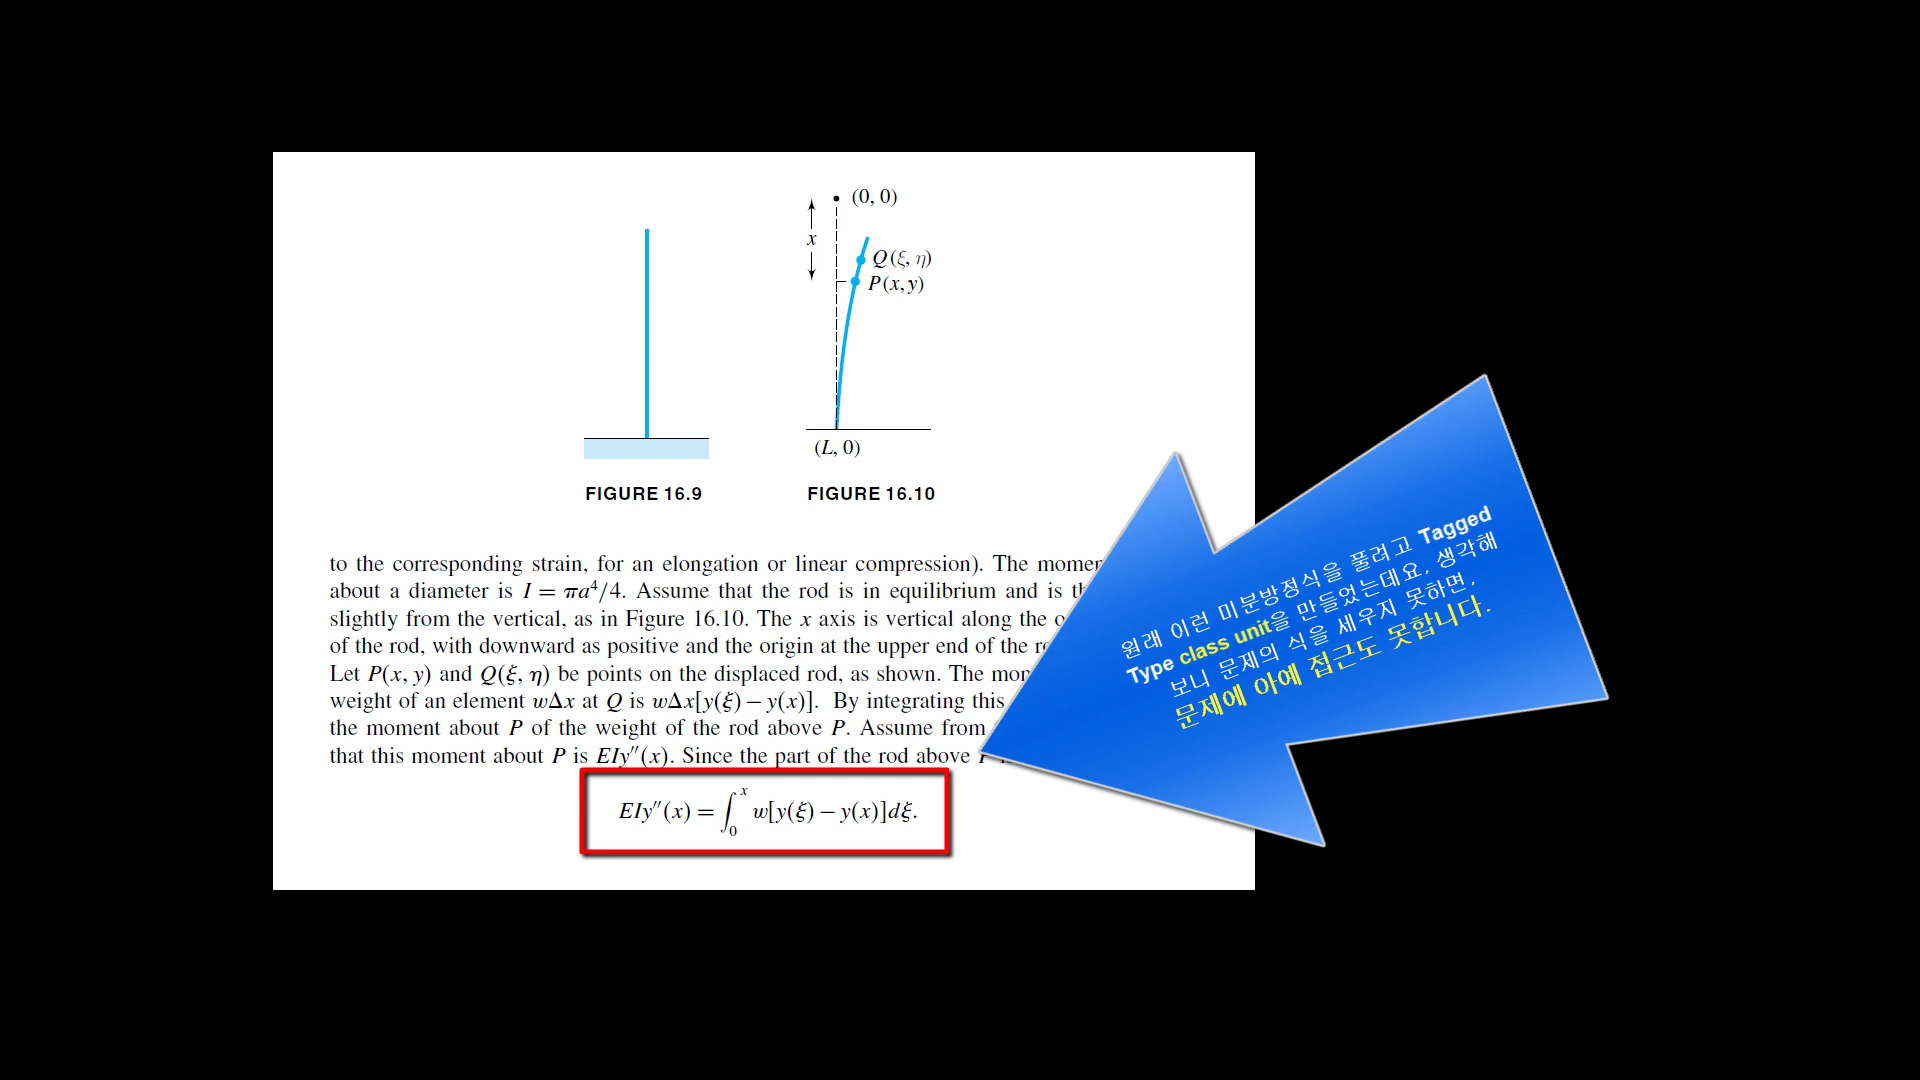 (0, 0)
x
Q(ξ, η)
P(x, y)
(L, 0)
FIGURE 16.9
FIGURE 16.10
to the corresponding strain, for an elongation or linear compression). The
about a diameter is I = πa⁴/4. Assume that the rod is in equilibrium and is
slightly from the vertical, as in Figure 16.10. The x axis is vertical along the
of the rod, with downward as positive and the origin at the upper end of the
Let P(x, y) and Q(ξ, η) be points on the displaced rod, as shown. The
weight of an element wΔx at Q is wΔx[y(ξ) − y(x)]. By integrating this
the moment about P of the weight of the rod above P. Assume from
that this moment about P is EIy″(x). Since the part of the rod above
EIy″(x) = ∫₀ˣ w[y(ξ) − y(x)]dξ.
원래 이런 미분방정식을 풀려고 Tagged
Type class unit을 만들었는데요, 생각해
보니 문제의 식을 세우지 못하면,
문제에 아예 접근도 못합니다.